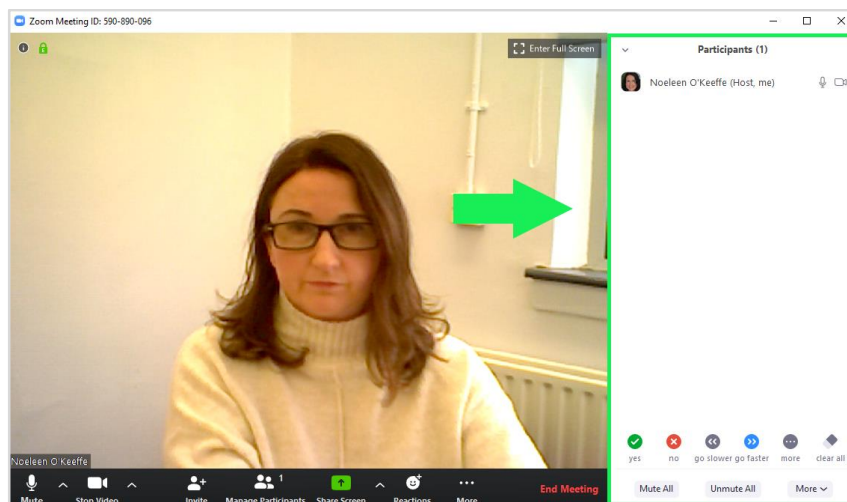 Zoom Meeting ID: 590-890-096
Enter Full Screen
Participants (1)
Noeleen O'Keeffe (Host, me)
Noeleen O'Keeffe
yes no go slower go faster more clear all
Mute Stop Video Invite Manage Participants 1 Share Screen Reactions More End Meeting
Mute All Unmute All More